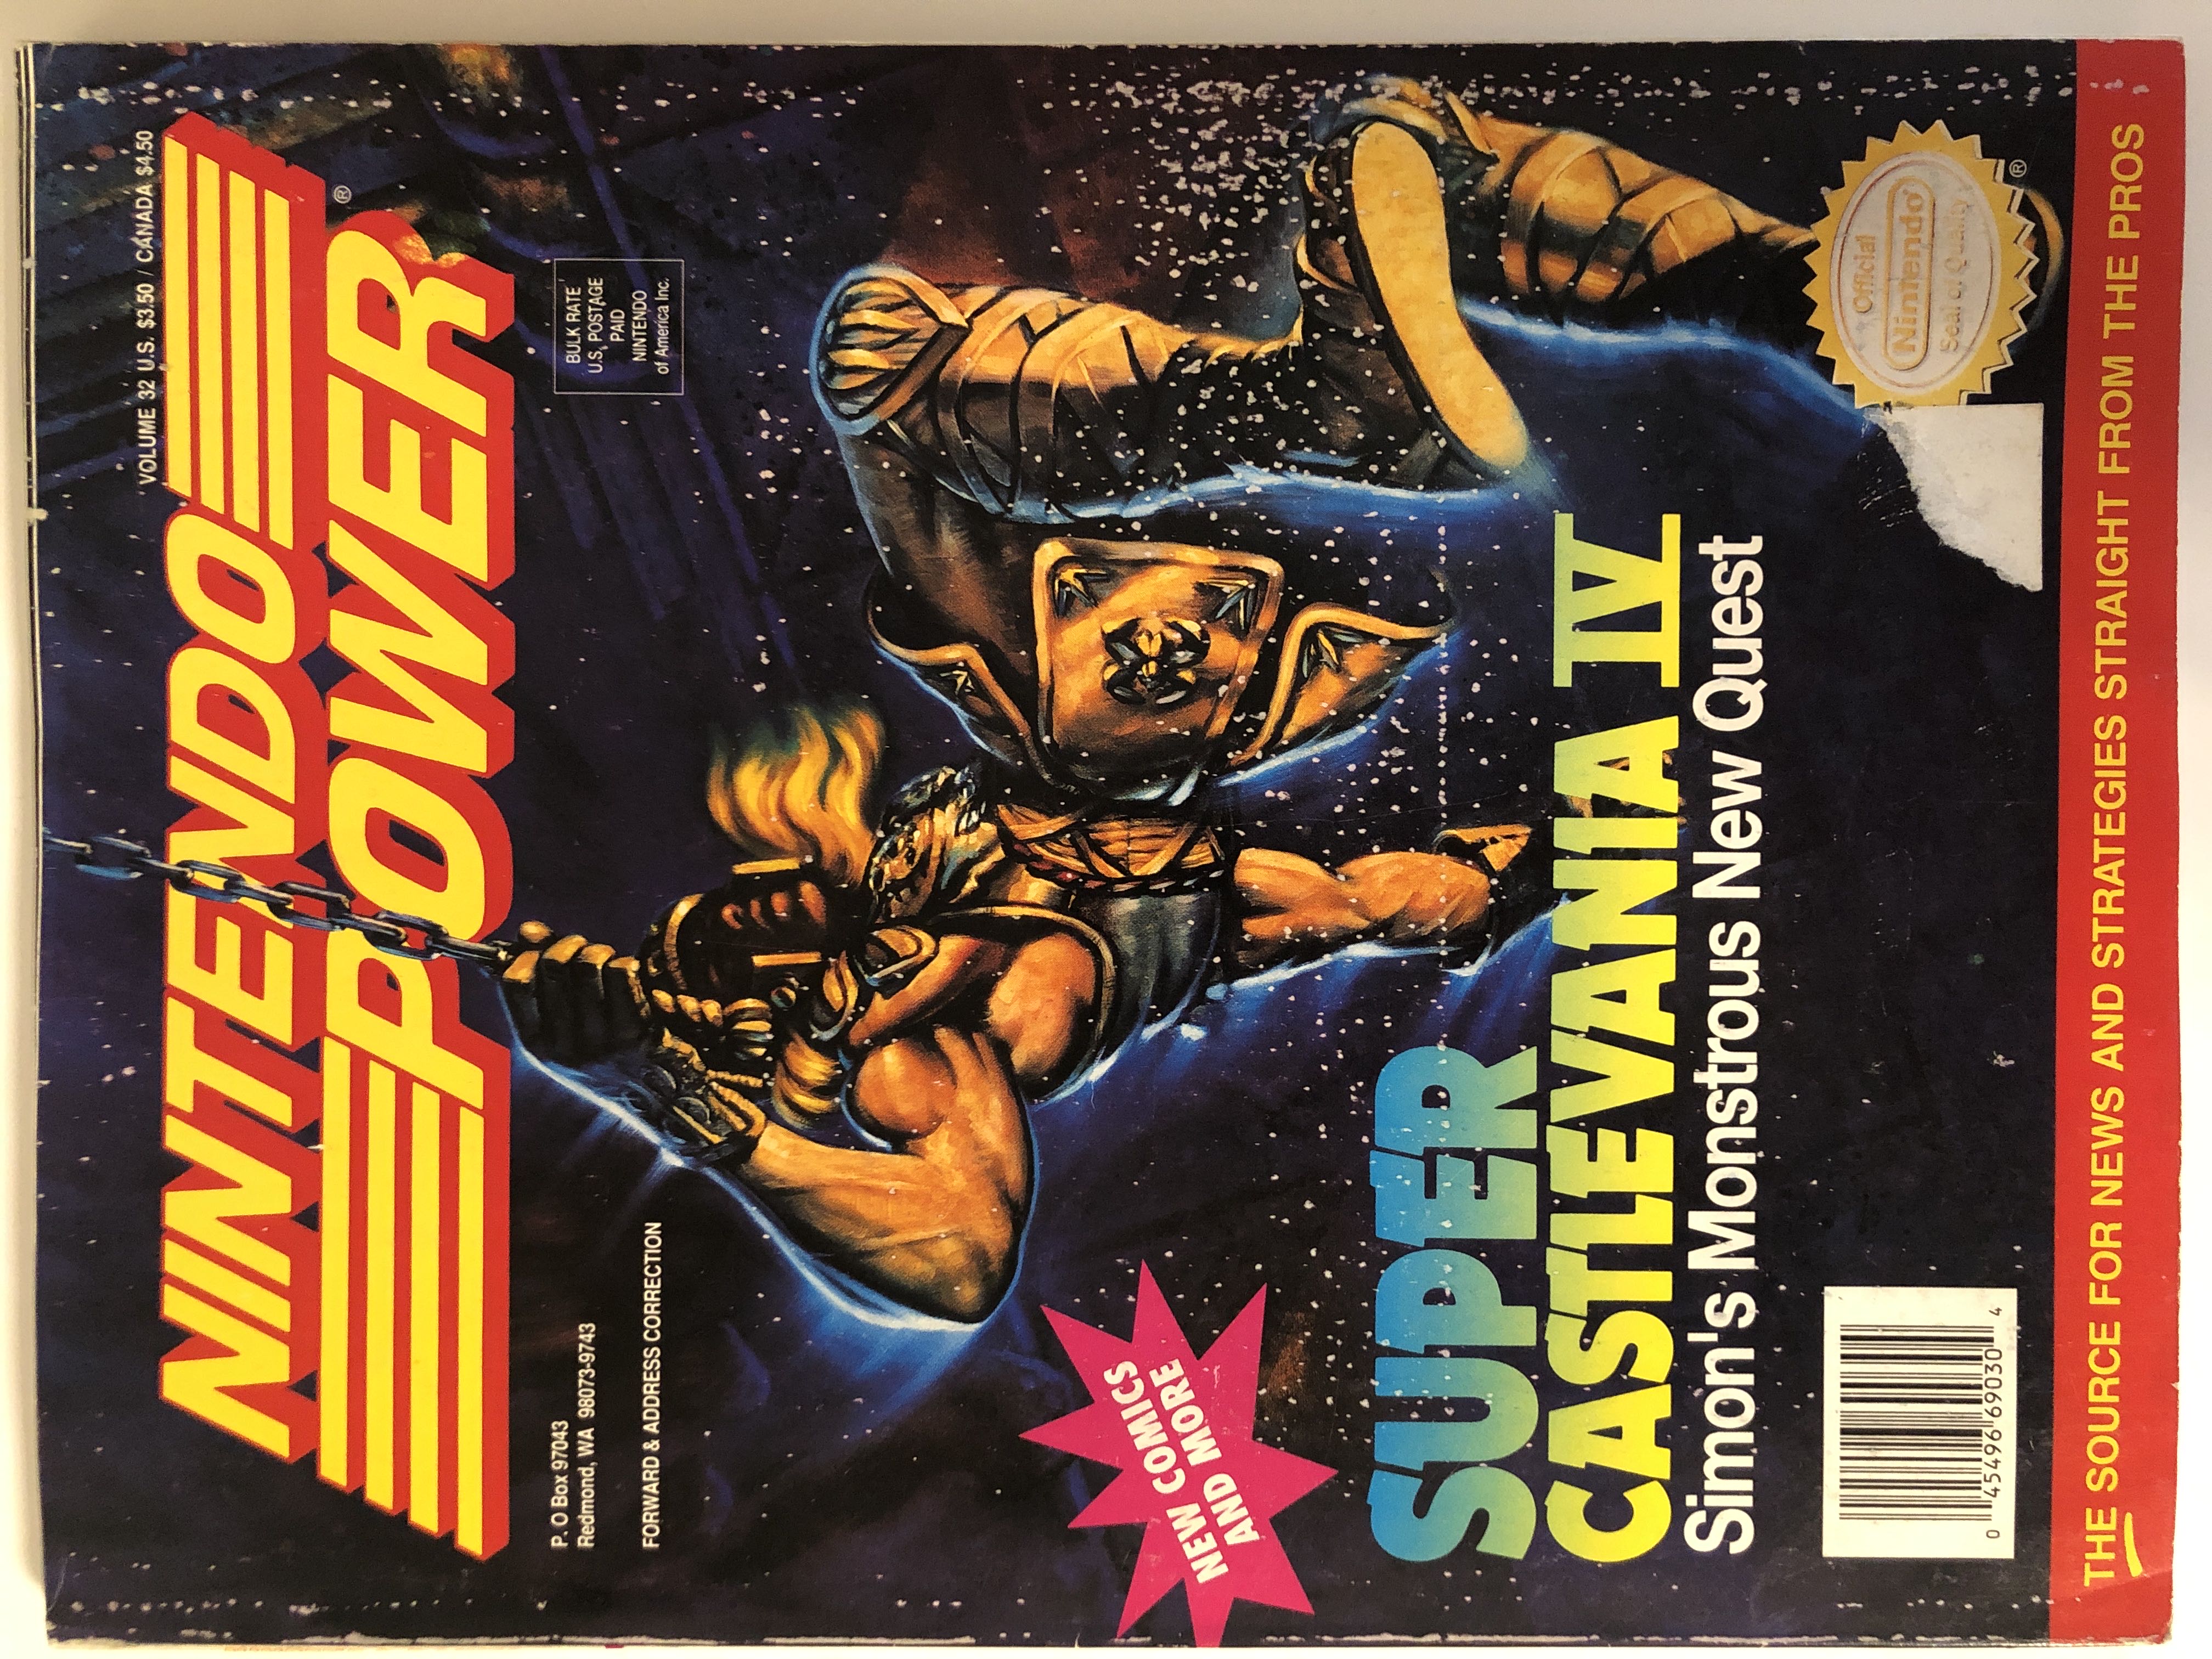 VOLUME 32 U.S. $3.50 / CANADA $4.50
NINTENDO
POWER
®
P. O Box 97043
Redmond, WA 98073-9743
FORWARD & ADDRESS CORRECTION
BULK RATE
U.S. POSTAGE
PAID
NINTENDO
of America Inc.
NEW COMICS
AND MORE
SUPER
CASTLEVANIA IV
Simon's Monstrous New Quest
0 45496 69030 4
Official
Nintendo®
Seal of Quality
®
THE SOURCE FOR NEWS AND STRATEGIES STRAIGHT FROM THE PROS